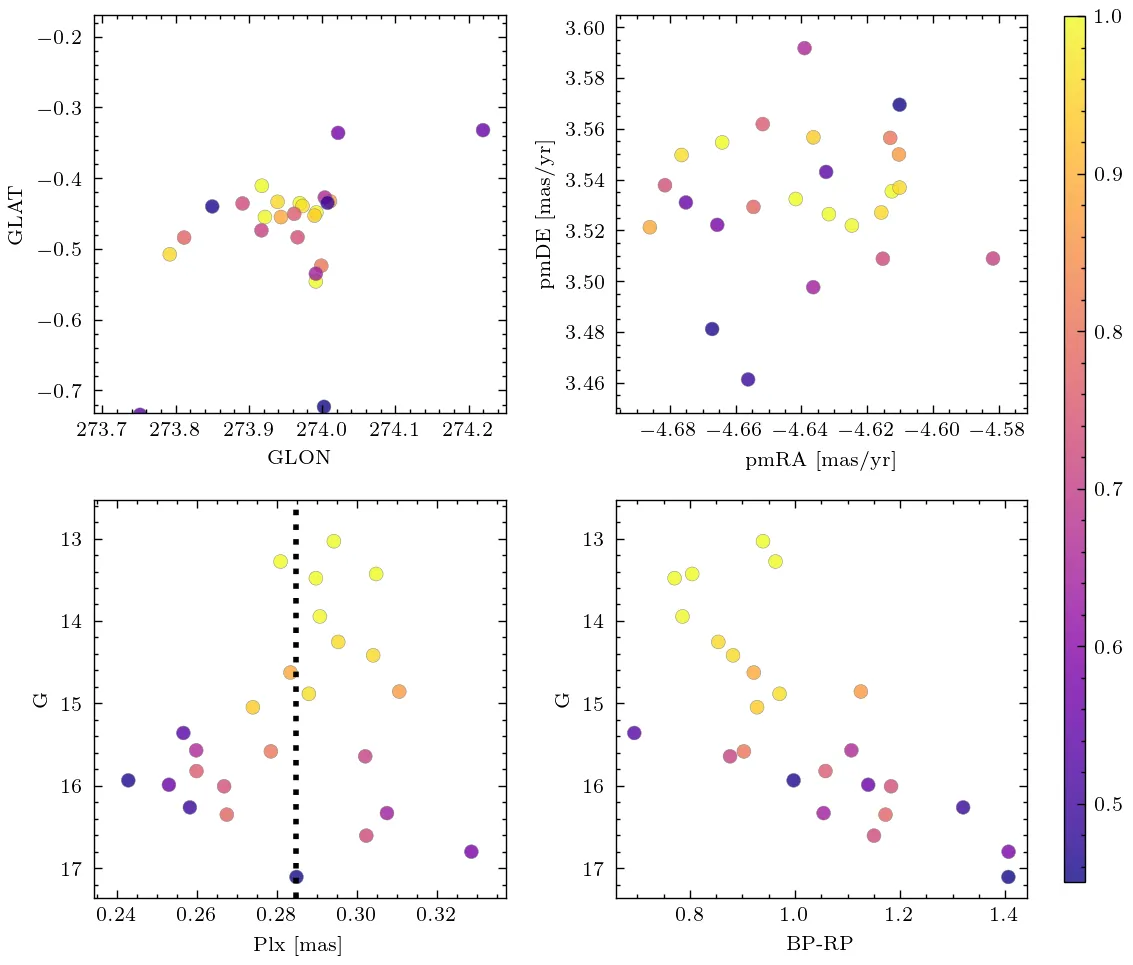 −0.2
−0.3
−0.4
−0.5
−0.6
−0.7
GLAT
273.7 273.8 273.9 274.0 274.1 274.2
GLON
3.60
3.58
3.56
3.54
3.52
3.50
3.48
3.46
pmDE [mas/yr]
−4.68 −4.66 −4.64 −4.62 −4.60 −4.58
pmRA [mas/yr]
1.0
0.9
0.8
0.7
0.6
0.5
13
14
15
16
17
G
0.24 0.26 0.28 0.30 0.32
Plx [mas]
13
14
15
16
17
G
0.8 1.0 1.2 1.4
BP-RP